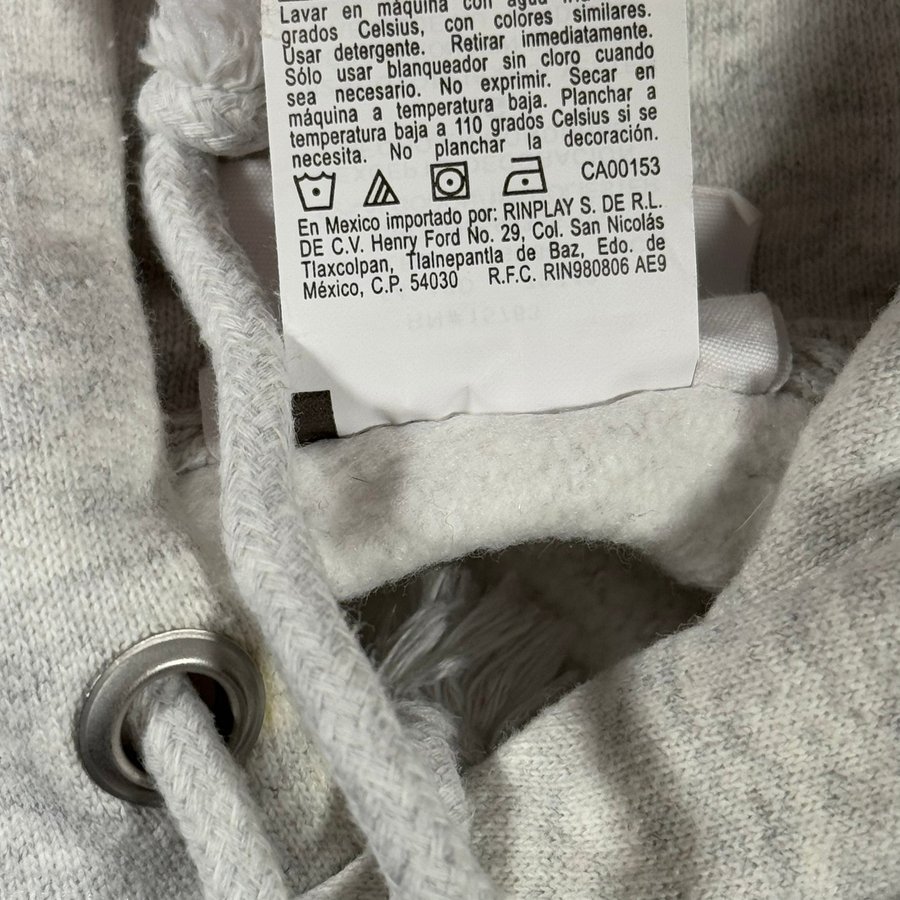 Lavar en máquina con agua
grados Celsius, con colores similares.
Usar detergente. Retirar inmediatamente.
Sólo usar blanqueador sin cloro cuando
sea necesario. No exprimir. Secar en
máquina a temperatura baja. Planchar a
temperatura baja a 110 grados Celsius si se
necesita. No planchar la decoración.
CA00153
En Mexico importado por: RINPLAY S. DE R.L.
DE C.V. Henry Ford No. 29, Col. San Nicolás
Tlaxcolpan, Tlalnepantla de Baz, Edo. de
México, C.P. 54030 R.F.C. RIN980806 AE9